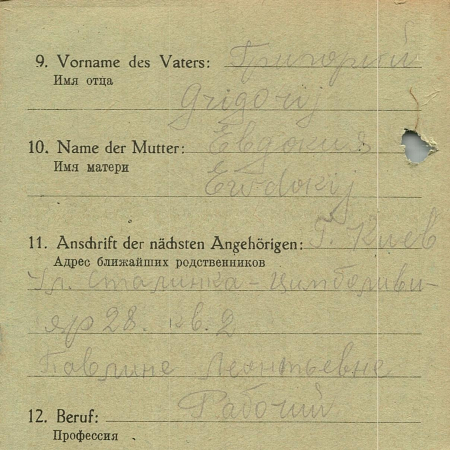 9. Vorname des Vaters: Григорий
Имя отца
Grigorij
10. Name der Mutter: Евдокия
Имя матери
Ewdokij
11. Anschrift der nächsten Angehörigen: Г. Киев
Адрес ближайших родственников
Ул. Сталинка -
яр 28. кв. 2
Павлине Леонтьевне
12. Beruf: Рабочий
Профессия